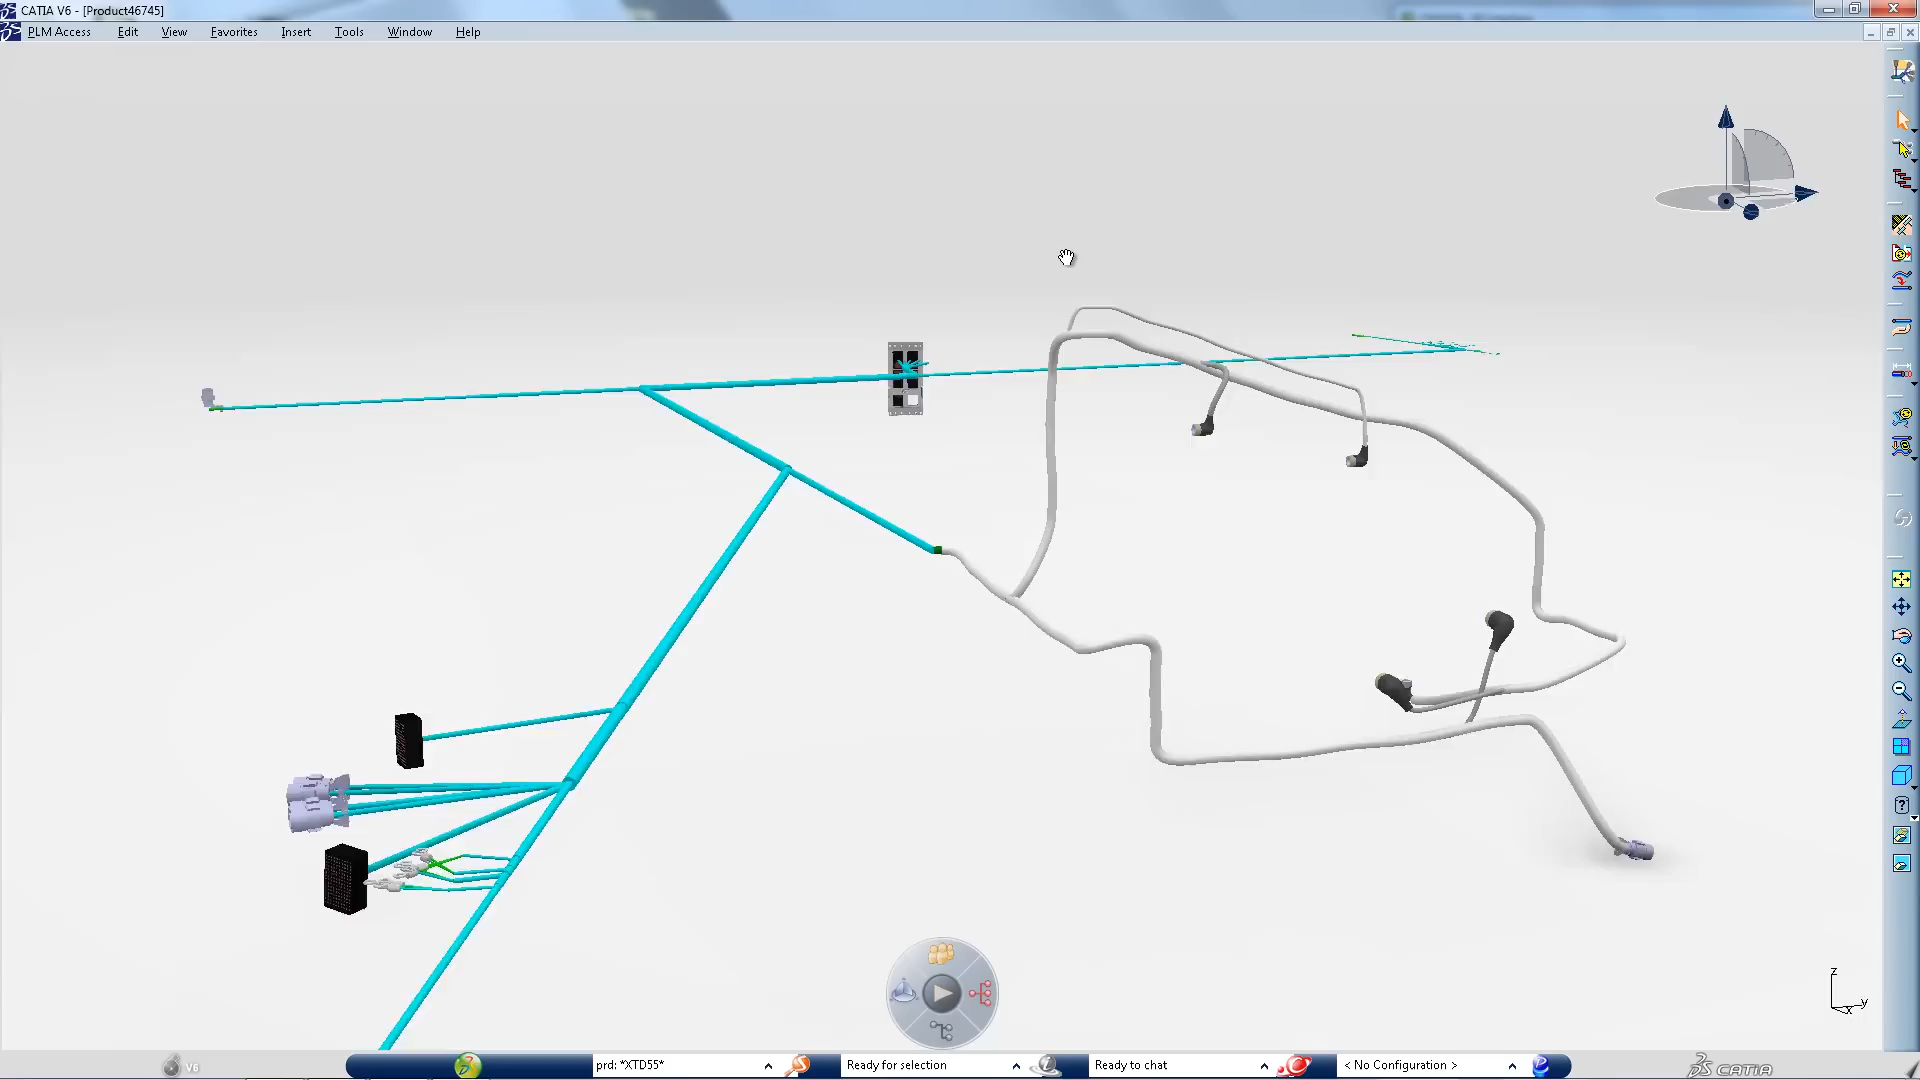 CATIA V6 - [Product46745]
PLM Access Edit View Favorites Insert Tools Window Help
z
y
x
V6
prd: *XTD55*
Ready for selection
Ready to chat
< No Configuration >
CATIA